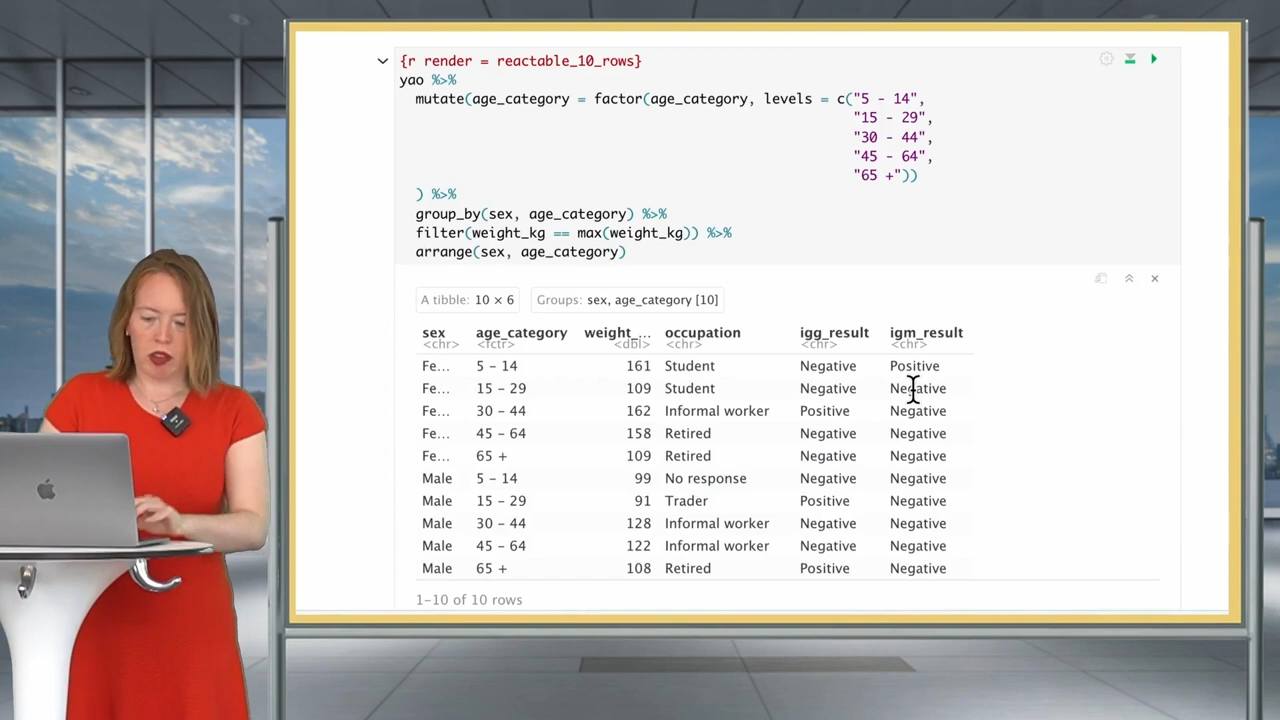 {r render = reactable_10_rows}
yao %>%
mutate(age_category = factor(age_category, levels = c("5 - 14",
"15 - 29",
"30 - 44",
"45 - 64",
"65 +"))
) %>%
group_by(sex, age_category) %>%
filter(weight_kg == max(weight_kg)) %>%
arrange(sex, age_category)
A tibble: 10 × 6 Groups: sex, age_category [10]
sex age_category weight_... occupation igg_result igm_result
<chr> <fctr> <dbl> <chr> <chr> <chr>
Fe... 5 - 14 161 Student Negative Positive
Fe... 15 - 29 109 Student Negative Negative
Fe... 30 - 44 162 Informal worker Positive Negative
Fe... 45 - 64 158 Retired Negative Negative
Fe... 65 + 109 Retired Negative Negative
Male 5 - 14 99 No response Negative Negative
Male 15 - 29 91 Trader Positive Negative
Male 30 - 44 128 Informal worker Negative Negative
Male 45 - 64 122 Informal worker Negative Negative
Male 65 + 108 Retired Positive Negative
1-10 of 10 rows